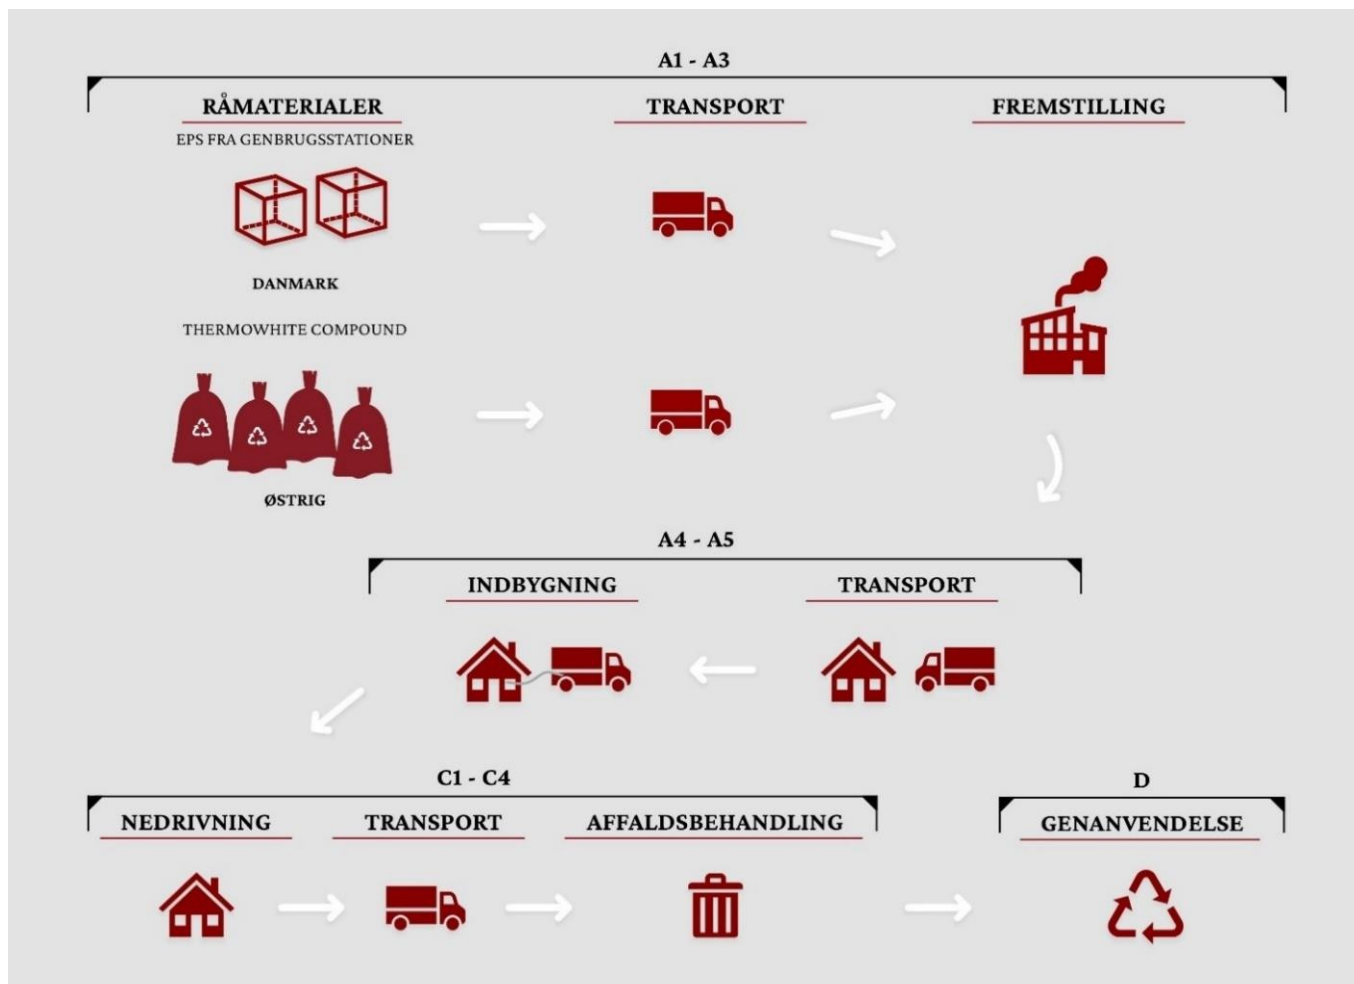 A1 - A3
RÅMATERIALER
TRANSPORT
FREMSTILLING
EPS FRA GENBRUGSSTATIONER
DANMARK
THERMOWHITE COMPOUND
ØSTRIG
A4 - A5
INDBYGNING
TRANSPORT
C1 - C4
D
NEDRIVNING
TRANSPORT
AFFALDSBEHANDLING
GENANVENDELSE